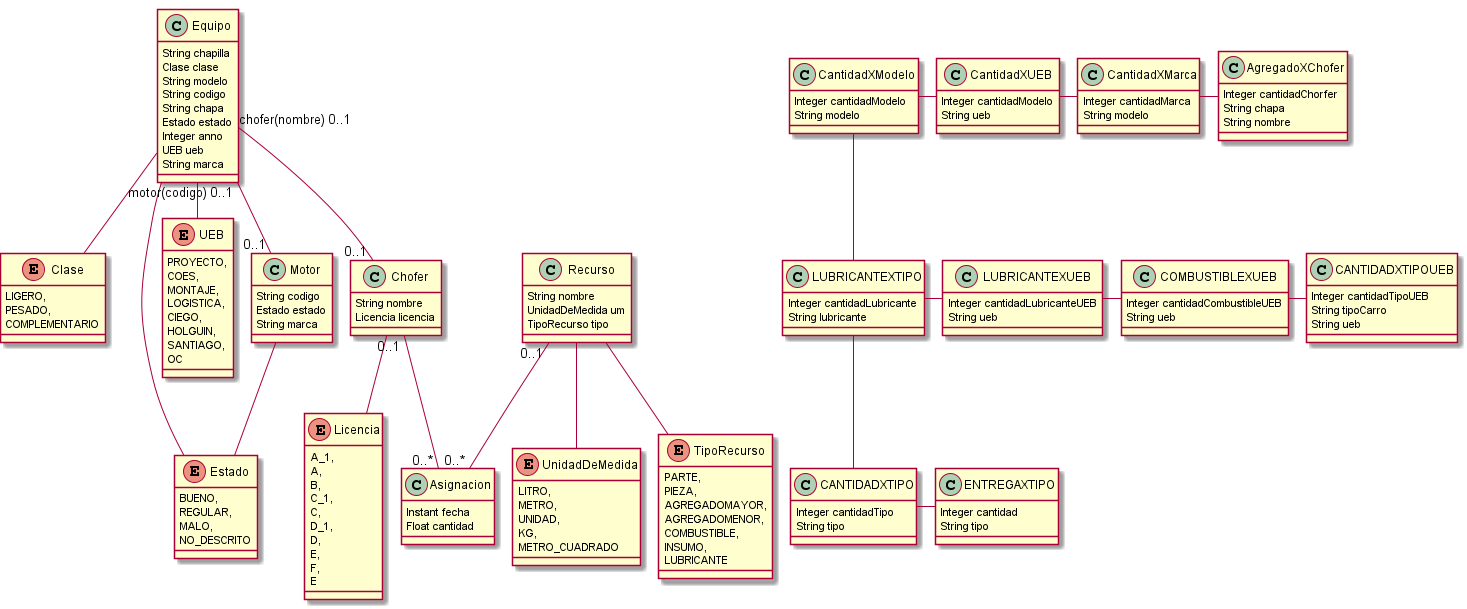 C Equipo
String chapilla
Clase clase
String modelo
String codigo
String chapa
Estado estado
Integer anno
UEB ueb
String marca
chofer(nombre) 0..1
motor(codigo) 0..1
0..1
0..1
E Clase
LIGERO,
PESADO,
COMPLEMENTARIO
E UEB
PROYECTO,
COES,
MONTAJE,
LOGISTICA,
CIEGO,
HOLGUIN,
SANTIAGO,
OC
C Motor
String codigo
Estado estado
String marca
C Chofer
String nombre
Licencia licencia
0..1
C Recurso
String nombre
UnidadDeMedida um
TipoRecurso tipo
0..1
E Estado
BUENO,
REGULAR,
MALO,
NO_DESCRITO
E Licencia
A_1,
A,
B,
C_1,
C,
D_1,
D,
E,
F,
E
0..*
0..*
C Asignacion
Instant fecha
Float cantidad
E UnidadDeMedida
LITRO,
METRO,
UNIDAD,
KG,
METRO_CUADRADO
E TipoRecurso
PARTE,
PIEZA,
AGREGADOMAYOR,
AGREGADOMENOR,
COMBUSTIBLE,
INSUMO,
LUBRICANTE
C CantidadXModelo
Integer cantidadModelo
String modelo
C CantidadXUEB
Integer cantidadModelo
String ueb
C CantidadXMarca
Integer cantidadMarca
String modelo
C AgregadoXChofer
Integer cantidadChorfer
String chapa
String nombre
C LUBRICANTEXTIPO
Integer cantidadLubricante
String lubricante
C LUBRICANTEXUEB
Integer cantidadLubricanteUEB
String ueb
C COMBUSTIBLEXUEB
Integer cantidadCombustibleUEB
String ueb
C CANTIDADXTIPOUEB
Integer cantidadTipoUEB
String tipoCarro
String ueb
C CANTIDADXTIPO
Integer cantidadTipo
String tipo
C ENTREGAXTIPO
Integer cantidad
String tipo